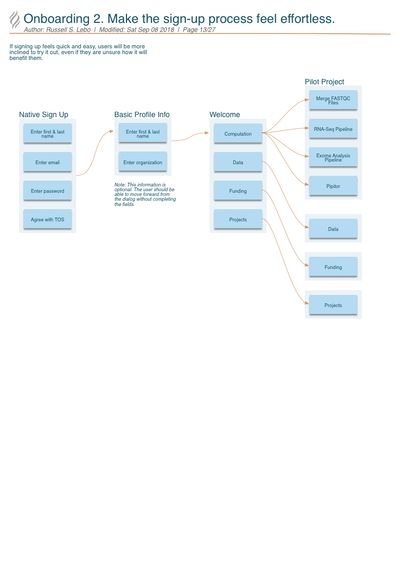 Onboarding 2. Make the sign-up process feel effortless.
Author: Russell S. Lebo | Modified: Sat Sep 08 2018 | Page 13/27
If signing up feels quick and easy, users will be more
inclined to try it out, even if they are unsure how it will
benefit them.
Native Sign Up
Enter first & last
name
Enter email
Enter password
Agree with TOS
Basic Profile Info
Enter first & last
name
Enter organization
Note: This information is
optional. The user should be
able to move forward from
the dialog without completing
the fields.
Welcome
Computation
Data
Funding
Projects
Pilot Project
Merge FASTQC
Files
RNA-Seq Pipeline
Exome Analysis
Pipeline
Pipitor
Data
Funding
Projects